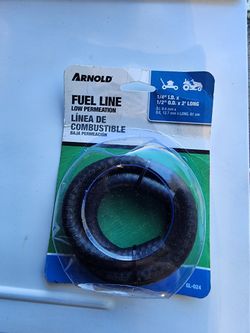 ARNOLD
FUEL LINE
LOW PERMEATION
LÍNEA DE
COMBUSTIBLE
BAJA PERMEACIÓN
1/4" I.D. x
1/2" O.D. x 2' LONG
GL-024